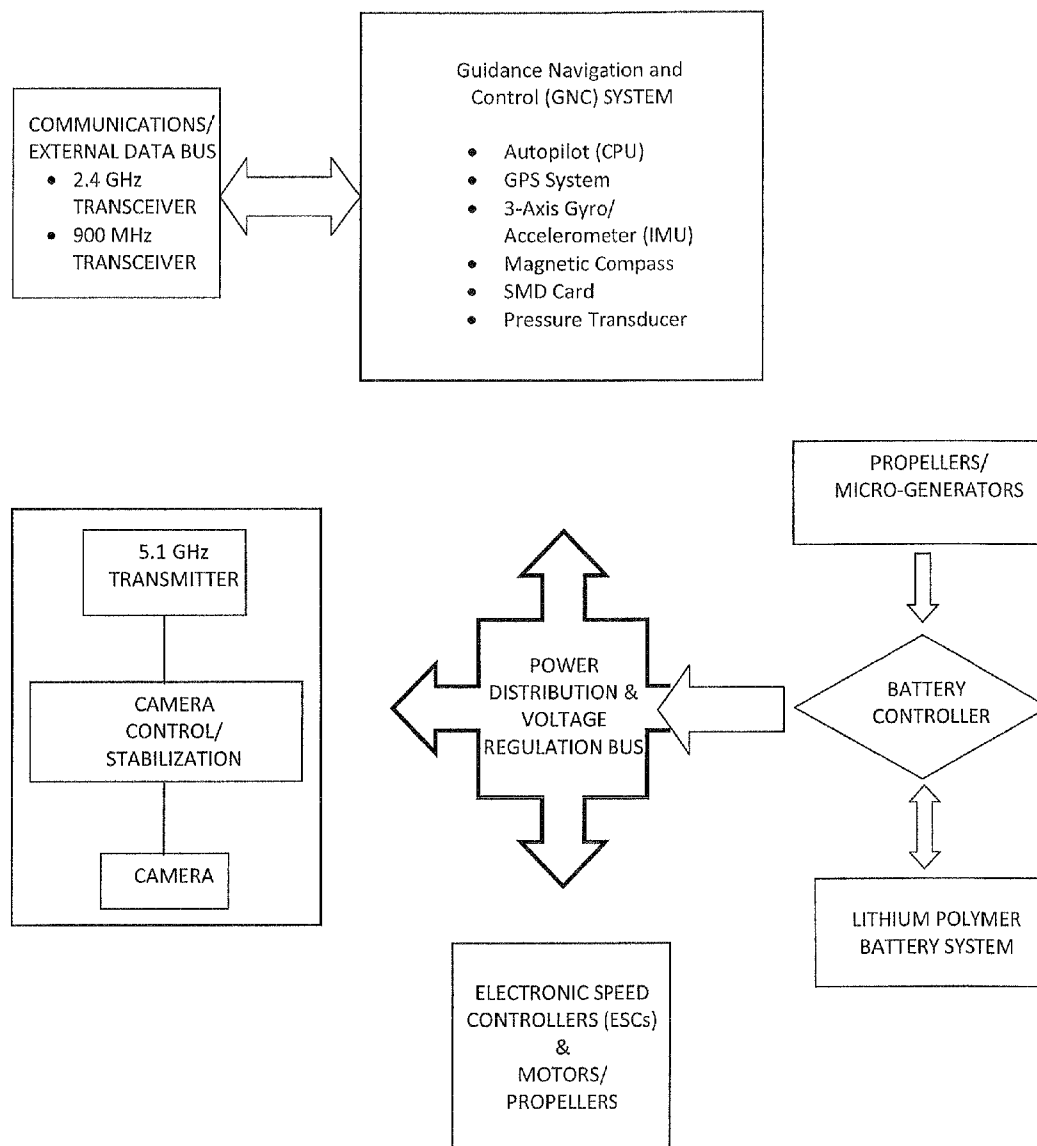 Guidance Navigation and
Control (GNC) SYSTEM
• Autopilot (CPU)
• GPS System
• 3-Axis Gyro/
Accelerometer (IMU)
• Magnetic Compass
• SMD Card
• Pressure Transducer
COMMUNICATIONS/
EXTERNAL DATA BUS
• 2.4 GHz
TRANSCEIVER
• 900 MHz
TRANSCEIVER
PROPELLERS/
MICRO-GENERATORS
5.1 GHz
TRANSMITTER
CAMERA
CONTROL/
STABILIZATION
CAMERA
POWER
DISTRIBUTION &
VOLTAGE
REGULATION BUS
BATTERY
CONTROLLER
LITHIUM POLYMER
BATTERY SYSTEM
ELECTRONIC SPEED
CONTROLLERS (ESCs)
&
MOTORS/
PROPELLERS